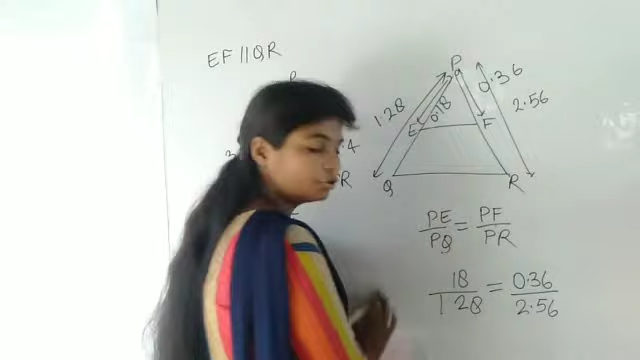 EF || QR
P
0.36
1.28
0.18
2.56
E
F
.4
R
Q
R
PE/PQ = PF/PR
18/1 28 = 0.36/2.56